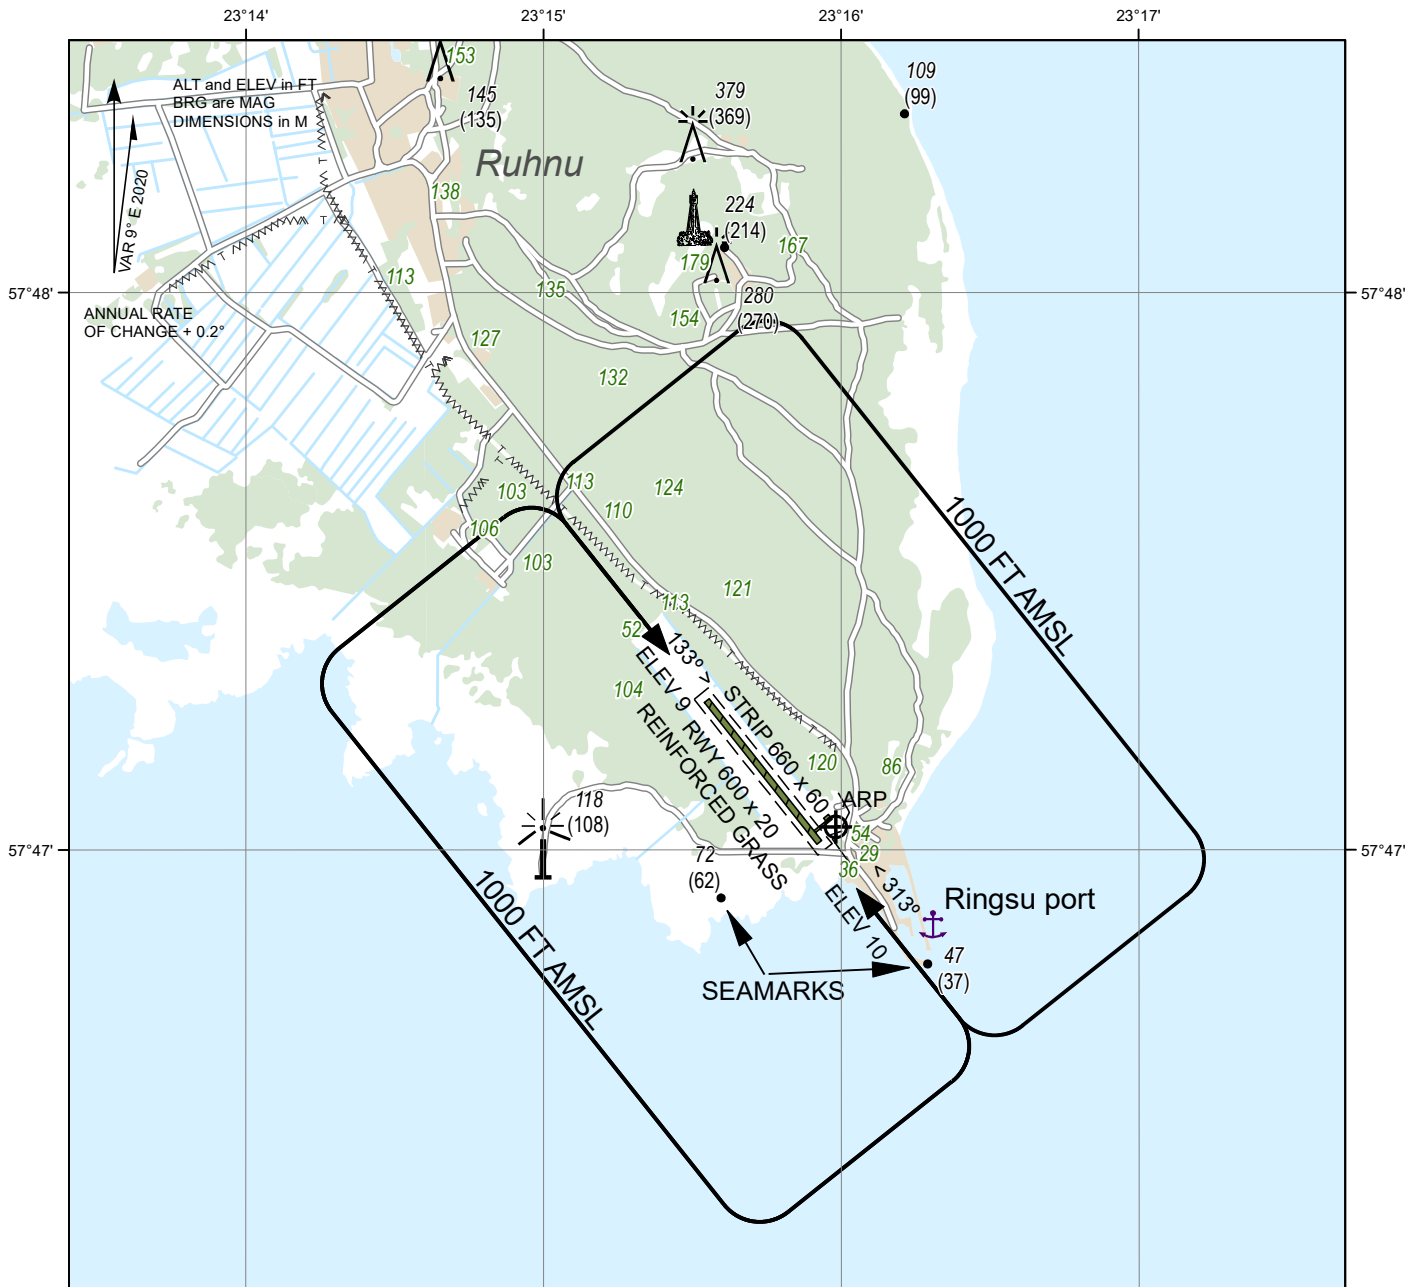 23°14'
23°15'
23°16'
23°17'
153
ALT and ELEV in FT
BRG are MAG
DIMENSIONS in M
145
(135)
379
(369)
109
(99)
Ruhnu
VAR 9° E 2020
138
224
(214)
167
179
113
135
57°48'
57°48'
280
(270)
ANNUAL RATE
OF CHANGE + 0.2°
154
127
132
103
113
124
110
106
103
1000 FT AMSL
121
113
52
133° >
ELEV 9
104
STRIP 660 x 60
RWY 600 x 20
REINFORCED GRASS
120
86
118
(108)
ARP
54
29
36
57°47'
57°47'
72
(62)
< 313°
ELEV 10
Ringsu port
1000 FT AMSL
47
(37)
SEAMARKS
T
T
T
T
T
T
T
T
T
T
T
T